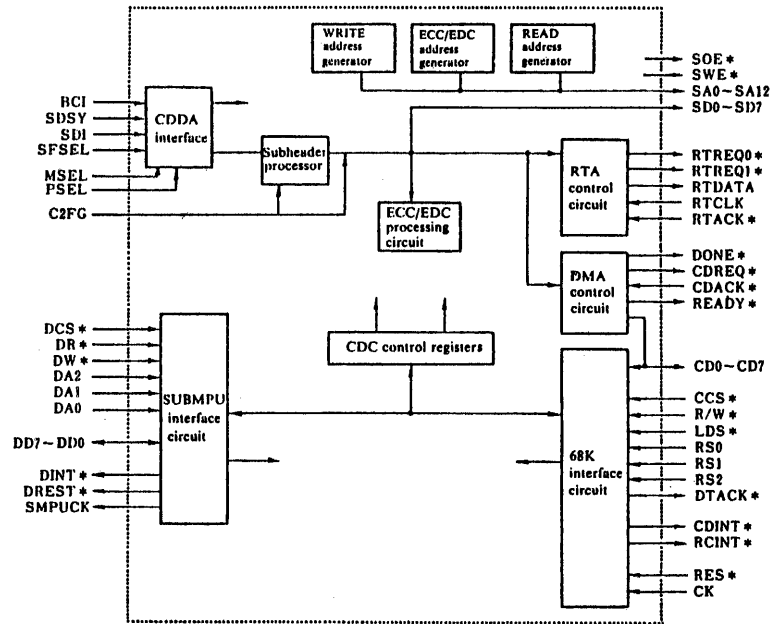 WRITE
address
generator
ECC/EDC
address
generator
READ
address
generator
SOE*
SWE*
SA0~SA12
SD0~SD7
RCI
SDSY
SDI
SFSEL
MSEL
PSEL
C2FG
CDDA
interface
Subheader
processor
ECC/EDC
processing
circuit
RTA
control
circuit
RTREQ0*
RTREQ1*
RTDATA
RTCLK
RTACK*
DMA
control
circuit
DONE*
CDREQ*
CDACK*
READY*
CD0~CD7
DCS*
DR*
DW*
DA2
DA1
DA0
DD7~DD0
DINT*
DREST*
SMPUCK
SUBMPU
interface
circuit
CDC control registers
68K
interface
circuit
CCS*
R/W*
LDS*
RS0
RS1
RS2
DTACK*
CDINT*
RCINT*
RES*
CK